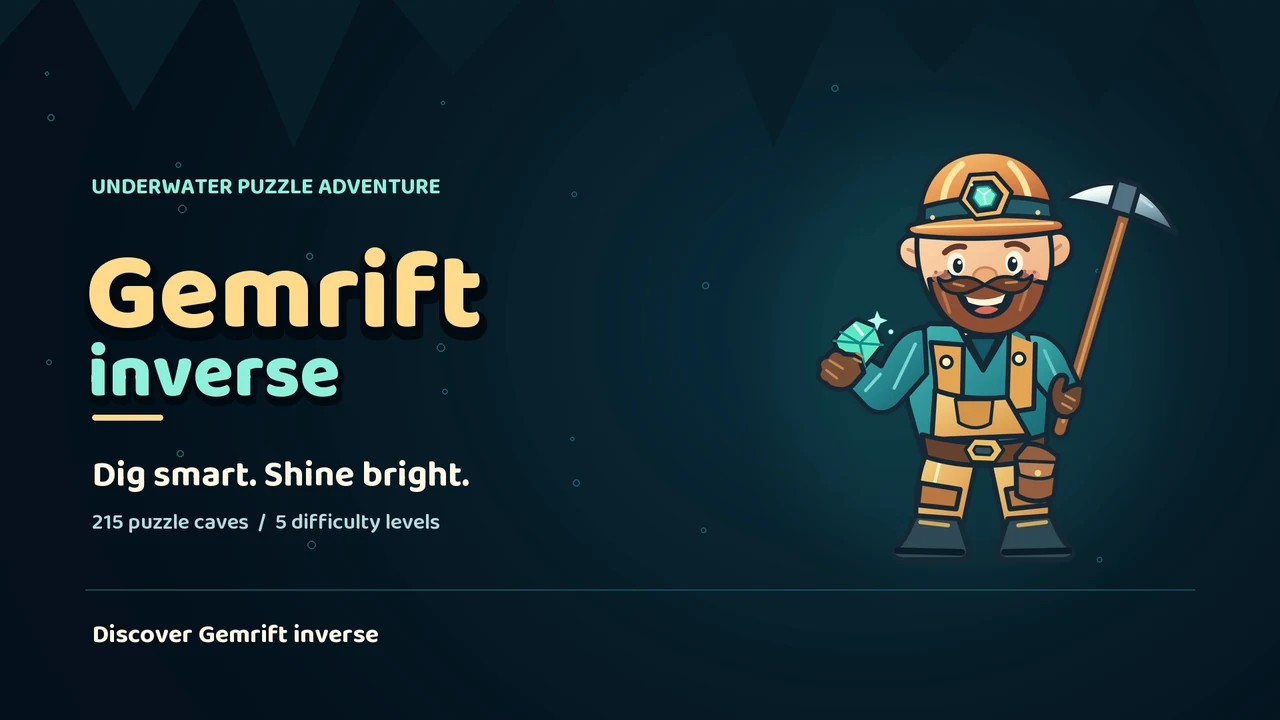 UNDERWATER PUZZLE ADVENTURE
Gemrift
inverse
Dig smart. Shine bright.
215 puzzle caves / 5 difficulty levels
Discover Gemrift inverse